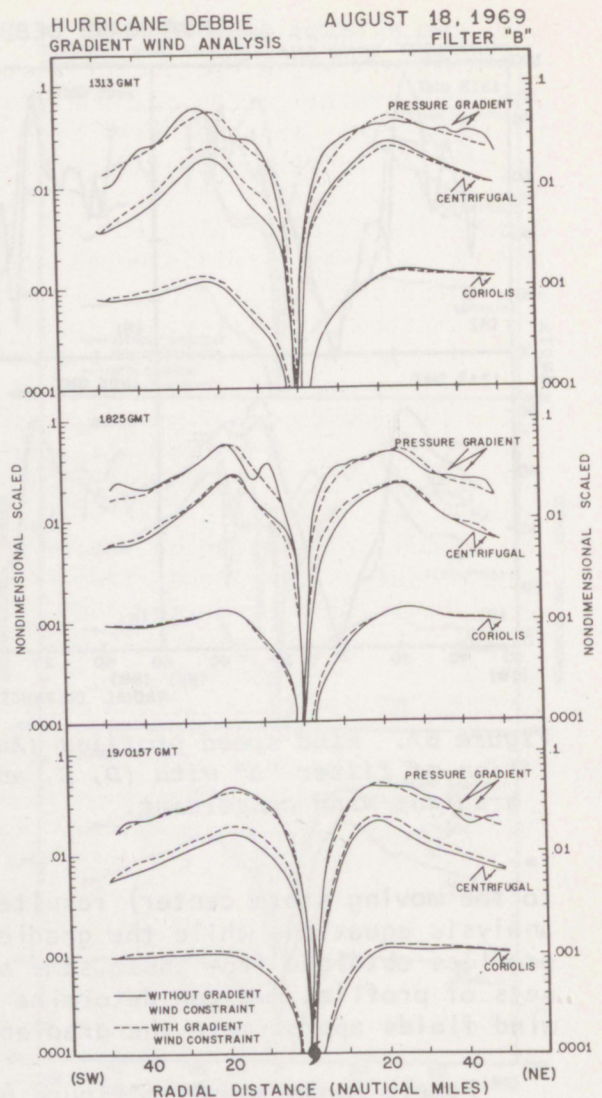 HURRICANE DEBBIE AUGUST 18, 1969
GRADIENT WIND ANALYSIS FILTER "B"
1313 GMT
PRESSURE GRADIENT
CENTRIFUGAL
CORIOLIS
.1
.01
.001
.1
.01
.001
.0001
1825 GMT
PRESSURE GRADIENT
CENTRIFUGAL
CORIOLIS
.1
.01
.001
.0001
.1
.01
.001
.0001
NONDIMENSIONAL SCALED
NONDIMENSIONAL SCALED
19/0157 GMT
PRESSURE GRADIENT
CENTRIFUGAL
CORIOLIS
.1
.01
.001
.0001
.1
.01
.001
.0001
WITHOUT GRADIENT
WIND CONSTRAINT
WITH GRADIENT
WIND CONSTRAINT
40 20 0 20 40
(SW) (NE)
RADIAL DISTANCE (NAUTICAL MILES)